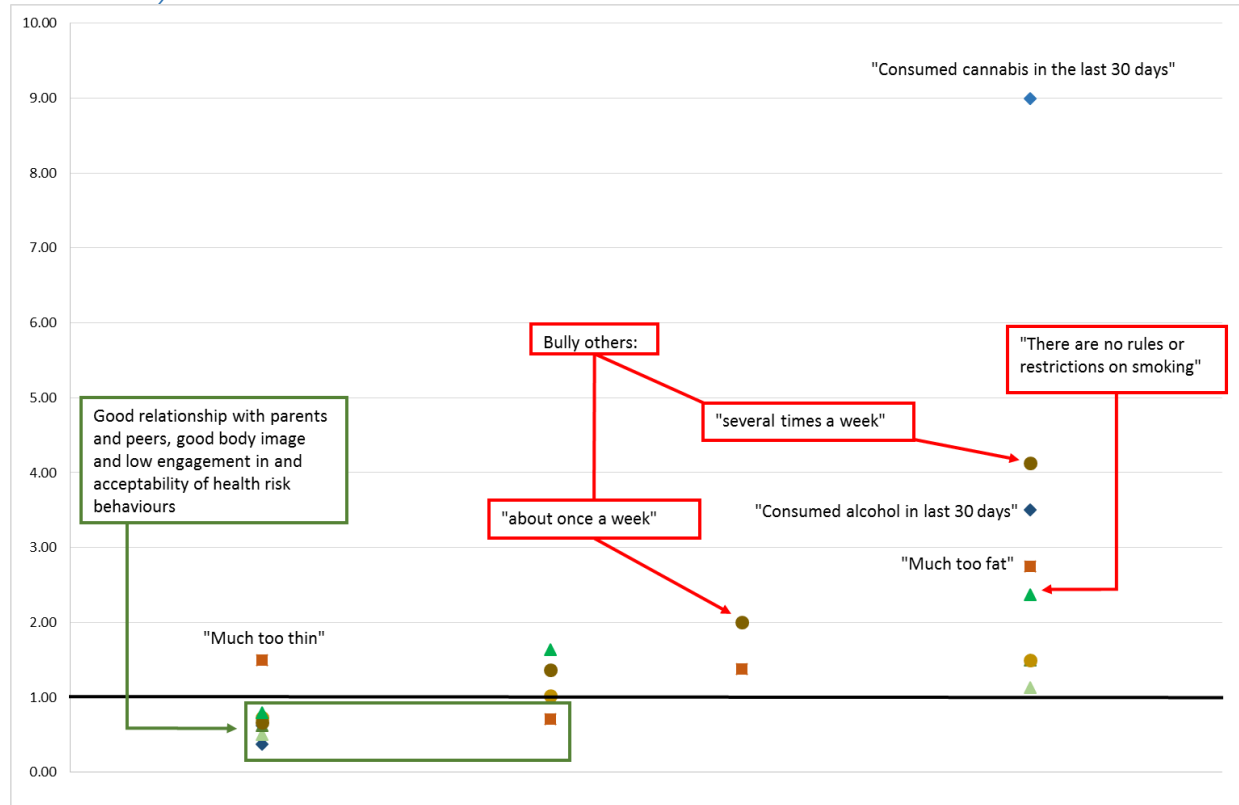 10.00
"Consumed cannabis in the last 30 days"
9.00
8.00
7.00
6.00
Bully others:
"There are no rules or
restrictions on smoking"
5.00
Good relationship with parents
and peers, good body image
and low engagement in and
acceptability of health risk
behaviours
"several times a week"
4.00
"about once a week"
"Consumed alcohol in last 30 days"
3.00
"Much too fat"
2.00
"Much too thin"
1.00
0.00